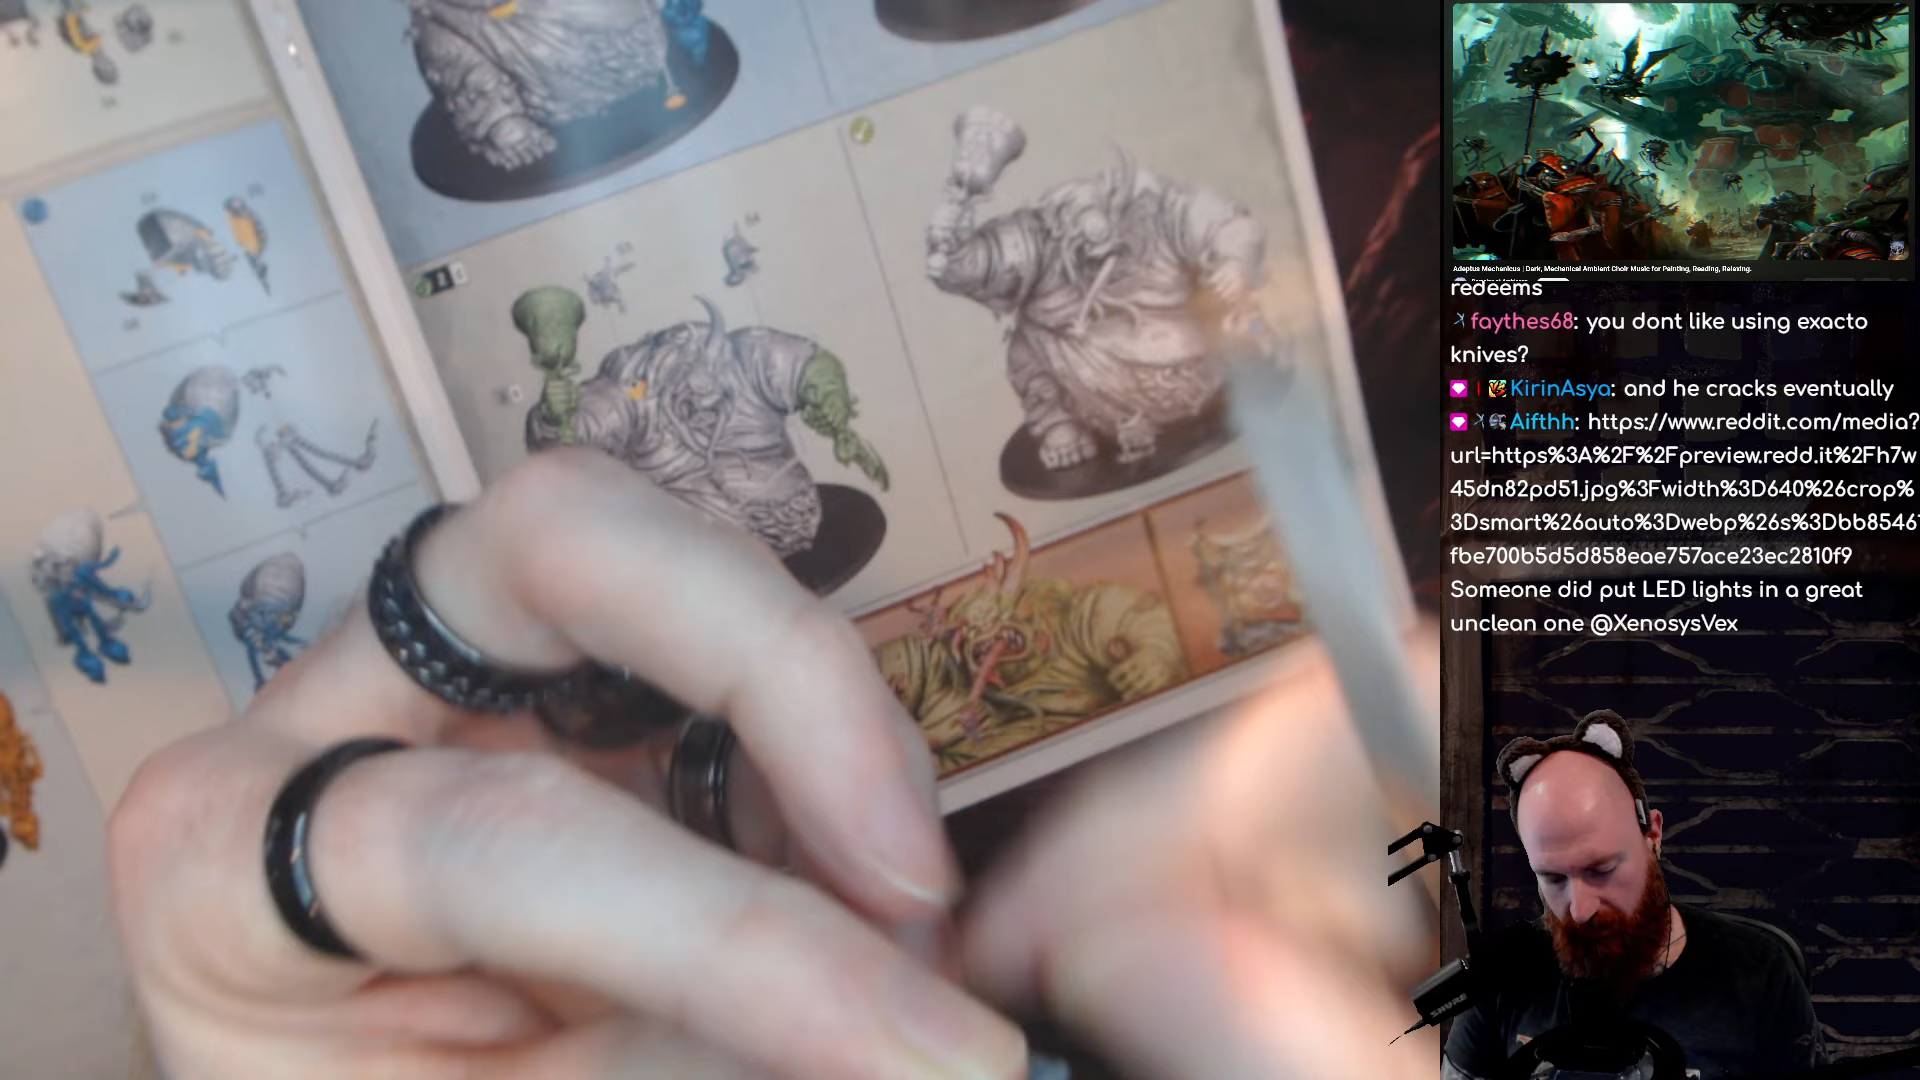 Adeptus Mechanicus | Dark, Mechanical Ambient Choir Music for Painting, Reading, Relaxing.
redeems
faythes68: you dont like using exacto
knives?
KirinAsya: and he cracks eventually
Aifthh: https://www.reddit.com/media?
url=https%3A%2F%2Fpreview.redd.it%2Fh7w
45dn82pd51.jpg%3Fwidth%3D640%26crop%
3Dsmart%26auto%3Dwebp%26s%3Dbb8546
fbe700b5d5d858eae757ace23ec2810f9
Someone did put LED lights in a great
unclean one @XenosysVex
SHURE